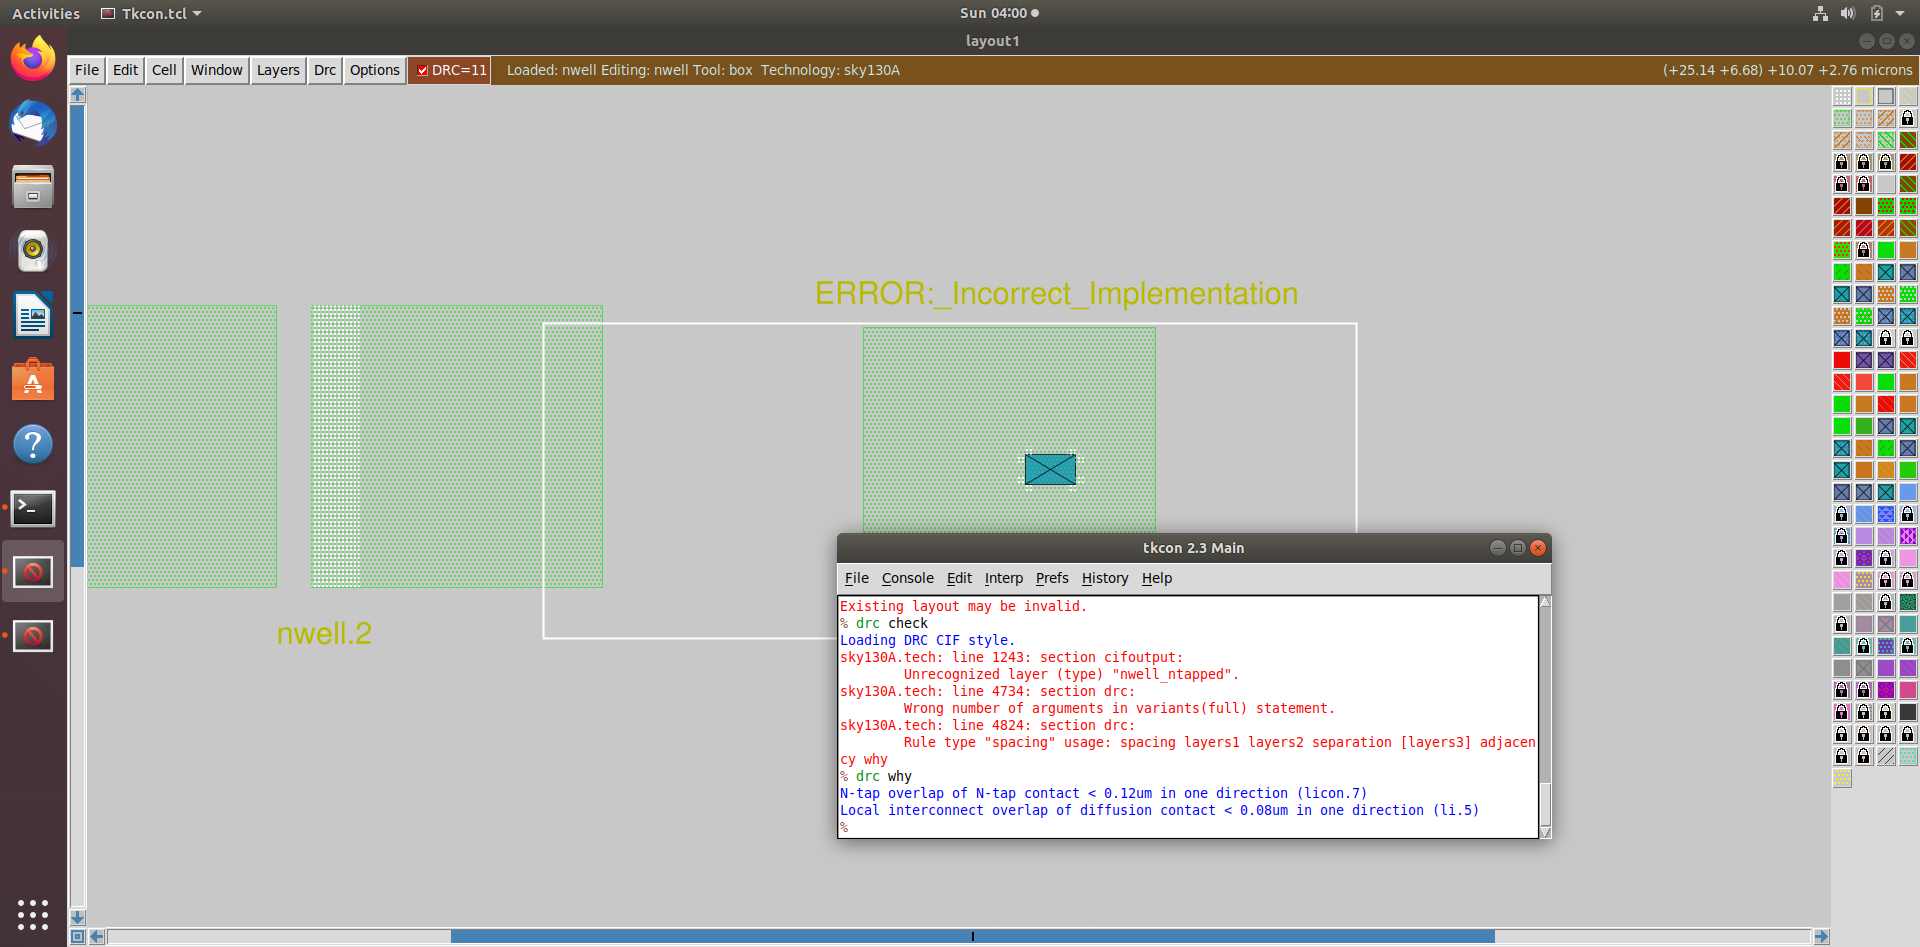 Activities
Tkcon.tcl
Sun 04:00
layout1
File Edit Cell Window Layers Drc Options DRC=11 Loaded: nwell Editing: nwell Tool: box Technology: sky130A (+25.14 +6.68) +10.07 +2.76 microns
ERROR:_Incorrect_Implementation
nwell.2
tkcon 2.3 Main
File Console Edit Interp Prefs History Help
Existing layout may be invalid.
% drc check
Loading DRC CIF style.
sky130A.tech: line 1243: section cifoutput:
Unrecognized layer (type) "nwell_ntapped".
sky130A.tech: line 4734: section drc:
Wrong number of arguments in variants(full) statement.
sky130A.tech: line 4824: section drc:
Rule type "spacing" usage: spacing layers1 layers2 separation [layers3] adjacen
cy why
% drc why
N-tap overlap of N-tap contact < 0.12um in one direction (licon.7)
Local interconnect overlap of diffusion contact < 0.08um in one direction (li.5)
%